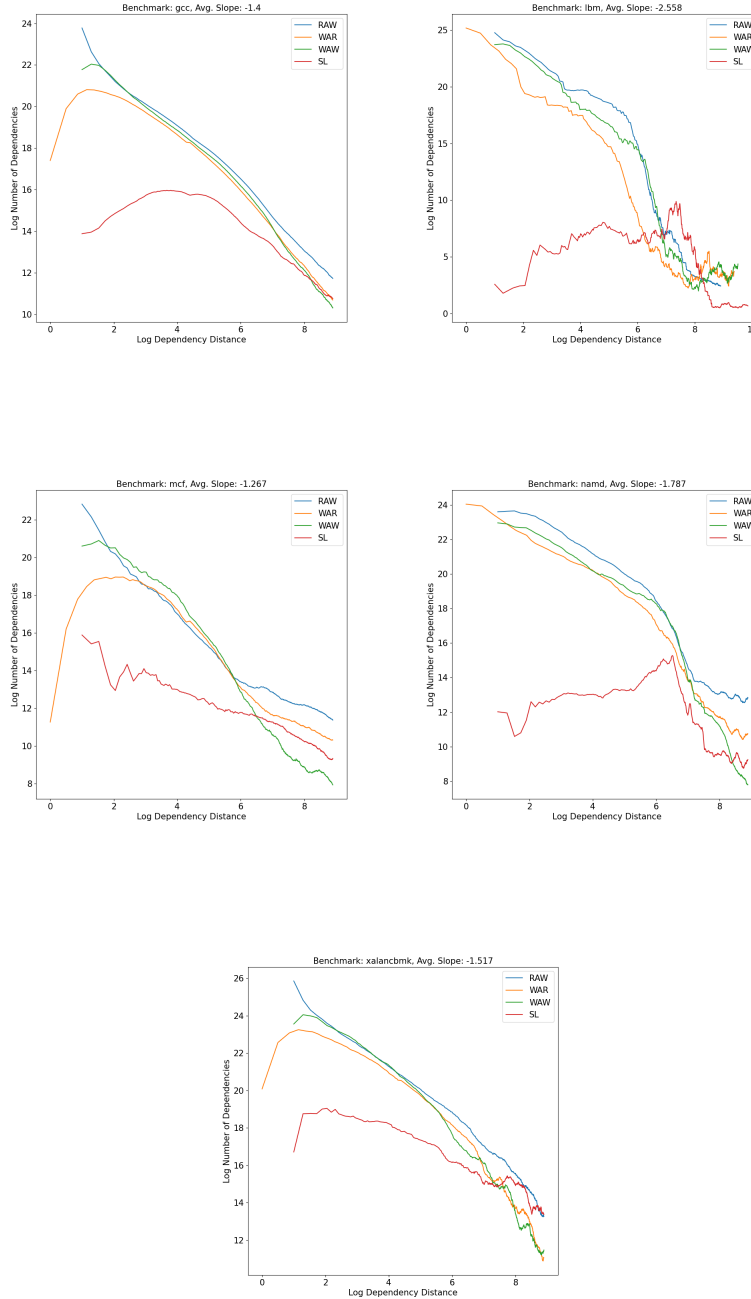 Benchmark: gcc, Avg. Slope: -1.4
Log Number of Dependencies
24
22
20
18
16
14
12
10
RAW
WAR
WAW
SL
0 2 4 6 8
Log Dependency Distance
Benchmark: lbm, Avg. Slope: -2.558
Log Number of Dependencies
25
20
15
10
5
0
RAW
WAR
WAW
SL
0 2 4 6 8
Log Dependency Distance
Benchmark: mcf, Avg. Slope: -1.267
Log Number of Dependencies
22
20
18
16
14
12
10
8
RAW
WAR
WAW
SL
0 2 4 6 8
Log Dependency Distance
Benchmark: namd, Avg. Slope: -1.787
Log Number of Dependencies
24
22
20
18
16
14
12
10
8
RAW
WAR
WAW
SL
0 2 4 6 8
Log Dependency Distance
Benchmark: xalancbmk, Avg. Slope: -1.517
Log Number of Dependencies
26
24
22
20
18
16
14
12
RAW
WAR
WAW
SL
0 2 4 6 8
Log Dependency Distance